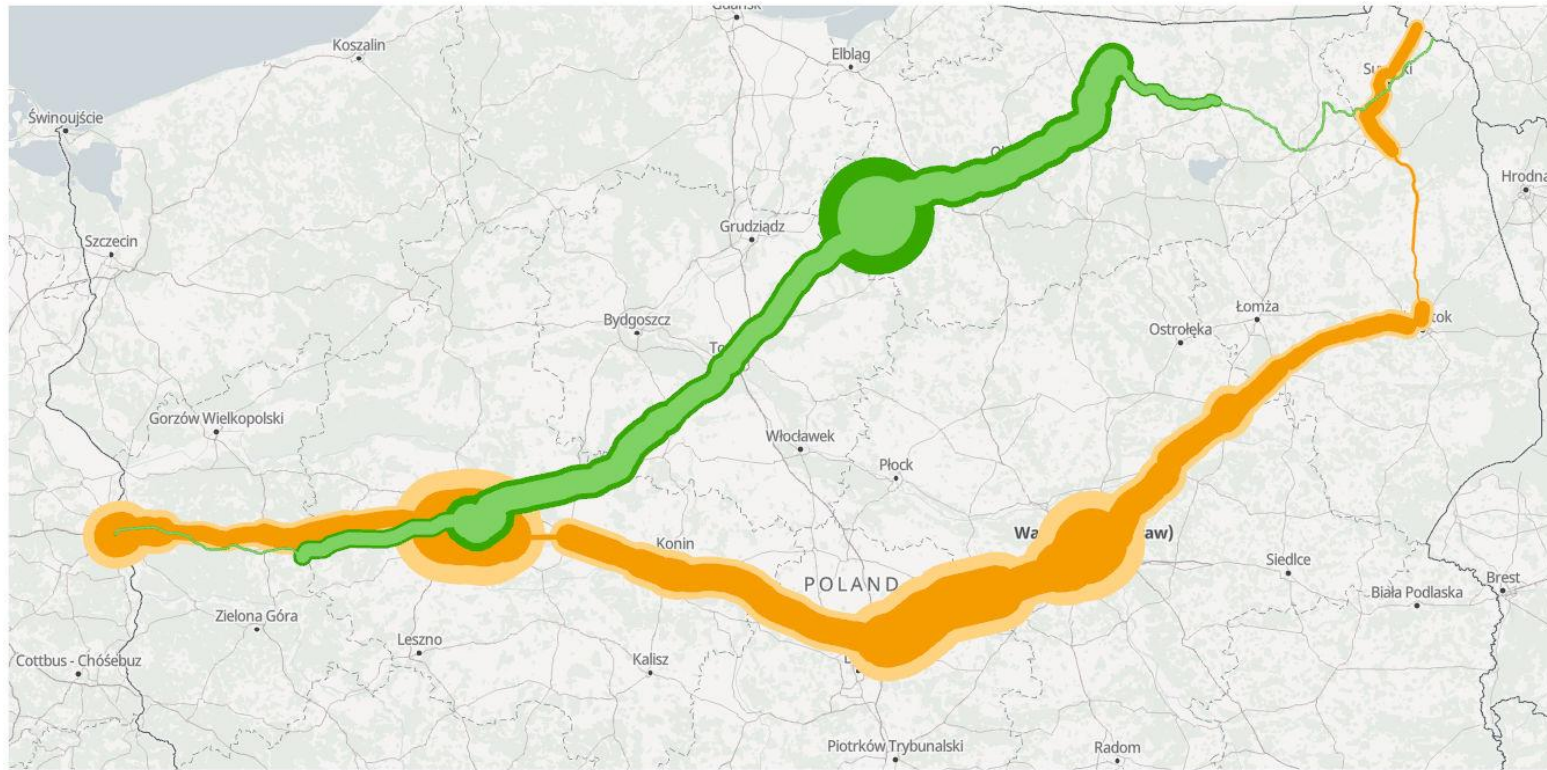 Gdańsk
Koszalin
Elbląg
Świnoujście
Hrodna
Grudziądz
Szczecin
Łomża
Bydgoszcz
Ostrołęka
Gorzów Wielkopolski
Włocławek
Płock
Konin
Siedlce
POLAND
Brest
Biała Podlaska
Zielona Góra
Leszno
Kalisz
Cottbus - Chóśebuz
Piotrków Trybunalski
Radom